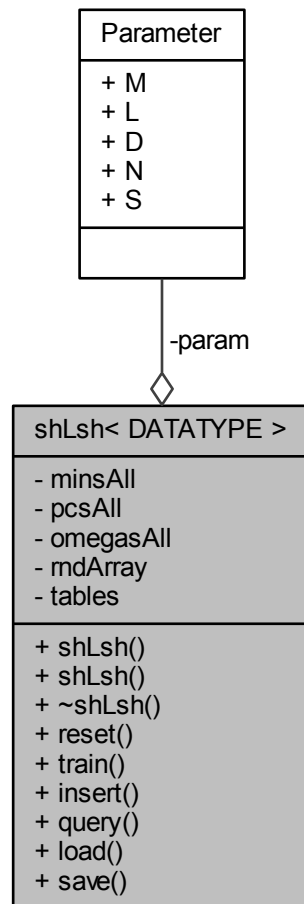 Parameter
+ M
+ L
+ D
+ N
+ S
-param
shLsh< DATATYPE >
- minsAll
- pcsAll
- omegasAll
- rndArray
- tables
+ shLsh()
+ shLsh()
+ ~shLsh()
+ reset()
+ train()
+ insert()
+ query()
+ load()
+ save()